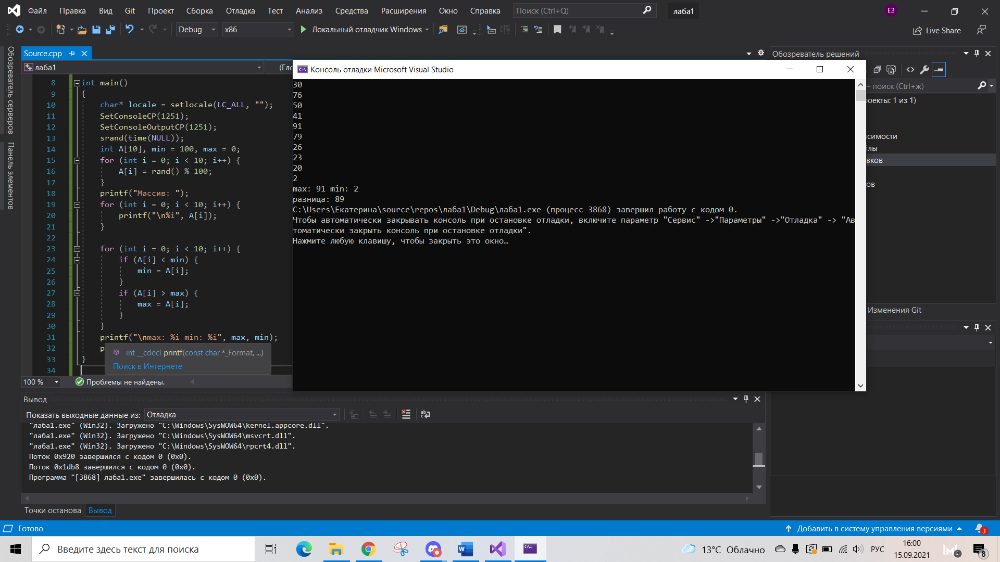 Файл Правка Вид Git Проект Сборка Отладка Тест Анализ Средства Расширения Окно Справка Поиск (Ctrl+Q) лаба1 ЕЗ
Debug x86 Локальный отладчик Windows Live Share
Обозреватель серверов
Панель элементов
Source.cpp
лаба1 (Гло
8 int main()
9 {
10 char* locale = setlocale(LC_ALL, "");
11 SetConsoleCP(1251);
12 SetConsoleOutputCP(1251);
13 srand(time(NULL));
14 int A[10], min = 100, max = 0;
15 for (int i = 0; i < 10; i++) {
16 A[i] = rand() % 100;
17 }
18 printf("Массив: ");
19 for (int i = 0; i < 10; i++) {
20 printf("\n%i", A[i]);
21 }
22
23 for (int i = 0; i < 10; i++) {
24 if (A[i] < min) {
25 min = A[i];
26 }
27 if (A[i] > max) {
28 max = A[i];
29 }
30 }
31 printf("\nmax: %i min: %i", max, min);
32 p
33 }
34
int __cdecl printf(const char *_Format, ...)
Поиск в Интернете
100 % Проблемы не найдены.
Консоль отладки Microsoft Visual Studio
30
76
50
41
91
79
26
23
20
2
max: 91 min: 2
разница: 89
C:\Users\Екатерина\source\repos\лаба1\Debug\лаба1.exe (процесс 3868) завершил работу с кодом 0.
Чтобы автоматически закрывать консоль при остановке отладки, включите параметр "Сервис" ->"Параметры" ->"Отладка" -> "Ав
томатически закрыть консоль при остановке отладки".
Нажмите любую клавишу, чтобы закрыть это окно…
Обозреватель решений
– поиск (Ctrl+ж)
роекты: 1 из 1)
исимости
йлы
вков
ов
Изменения Git
Вывод
Показать выходные данные из: Отладка
"лаба1.exe" (Win32). Загружено "C:\Windows\SysWOW64\kernel.appcore.dll".
"лаба1.exe" (Win32). Загружено "C:\Windows\SysWOW64\msvcrt.dll".
"лаба1.exe" (Win32). Загружено "C:\Windows\SysWOW64\rpcrt4.dll".
Поток 0x920 завершился с кодом 0 (0x0).
Поток 0x1db8 завершился с кодом 0 (0x0).
Программа "[3868] лаба1.exe" завершилась с кодом 0 (0x0).
Точки останова Вывод
Готово Добавить в систему управления версиями 3
Введите здесь текст для поиска 13°C Облачно РУС 16:00 3 8
15.09.2021